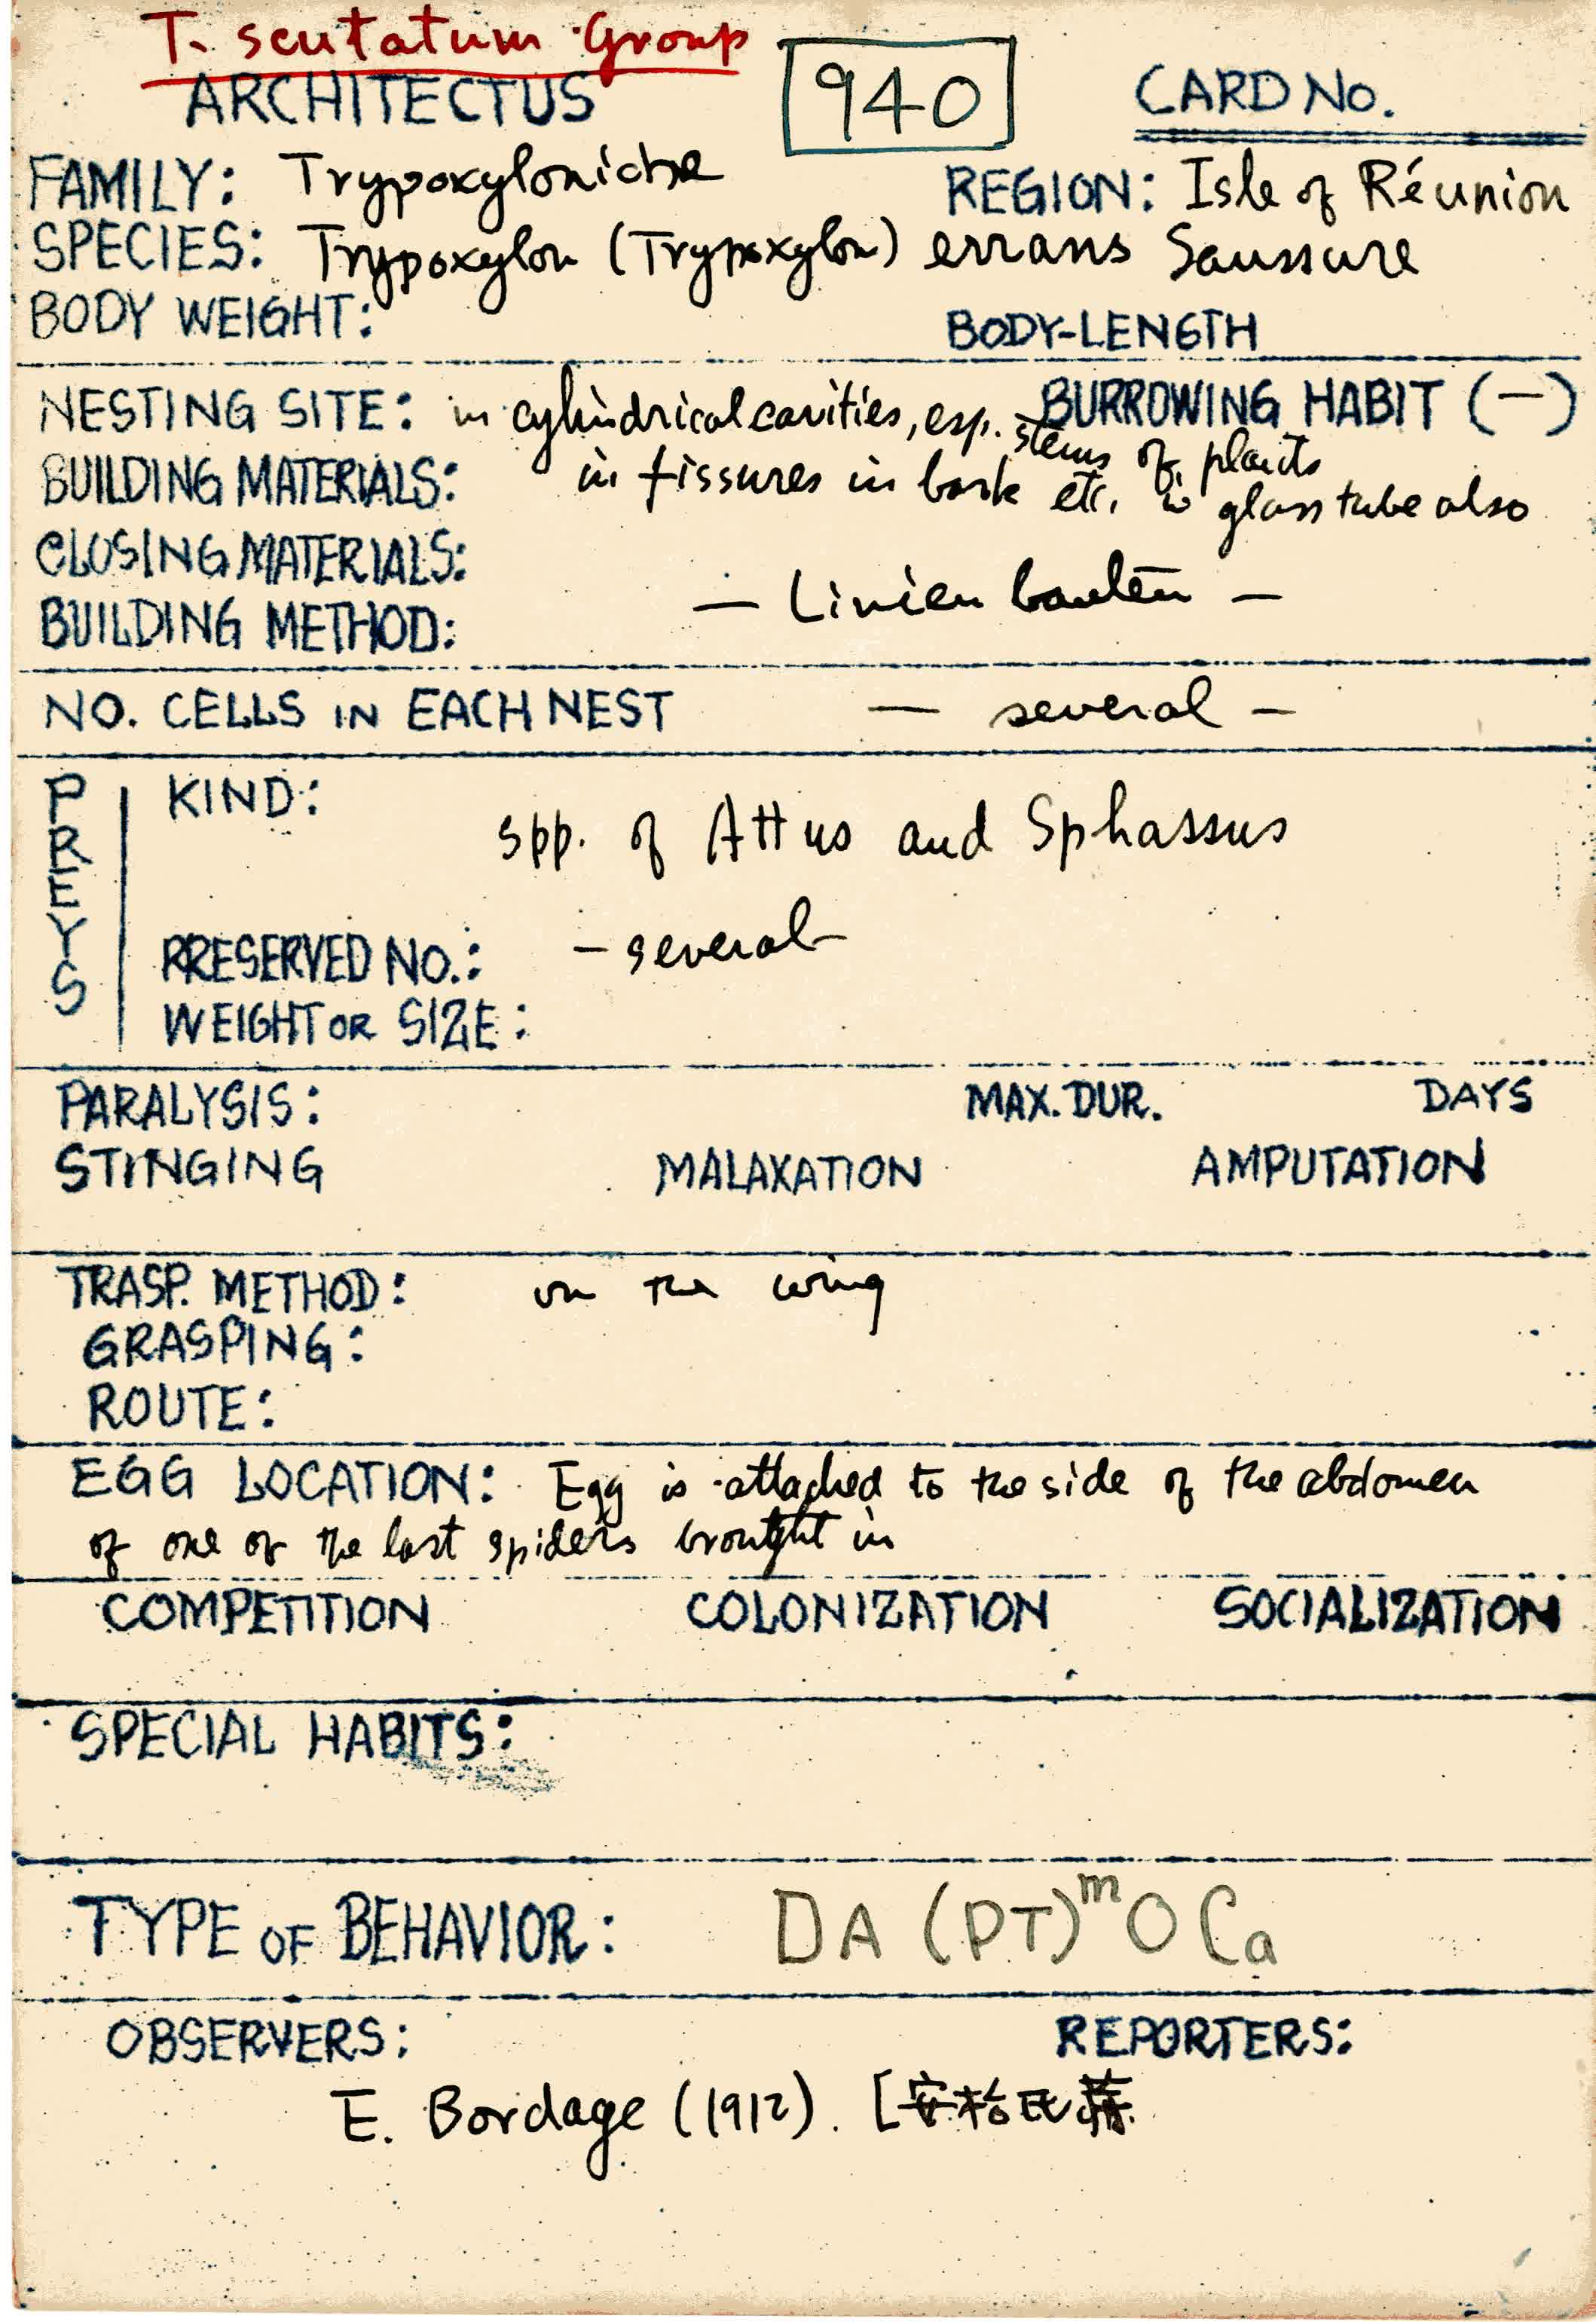 T. scutatum Group
ARCHITECTUS 940 CARD No.
FAMILY: Trypoxylonidae REGION: Isle of Réunion
SPECIES: Trypoxylon (Trypoxylon) errans Saussure
BODY WEIGHT: BODY-LENGTH
NESTING SITE: in cylindrical cavities, esp. stems of plants BURROWING HABIT (—)
BUILDING MATERIALS: in fissures in bark etc. in glass tube also
CLOSING MATERIALS:
BUILDING METHOD: — Linienbauten —
NO. CELLS IN EACH NEST — several —
PREYS
KIND: spp. of Attus and Sphassus
PRESERVED NO.: — several —
WEIGHT OR SIZE:
PARALYSIS: MAX. DUR. DAYS
STINGING MALAXATION AMPUTATION
TRASP. METHOD: on the wing
GRASPING:
ROUTE:
EGG LOCATION: Egg is attached to the side of the abdomen
of one of the last spiders brought in
COMPETITION COLONIZATION SOCIALIZATION
SPECIAL HABITS:
TYPE OF BEHAVIOR: DA (PT)ᵐ O Ca
OBSERVERS: REPORTERS:
E. Bordage (1912). [